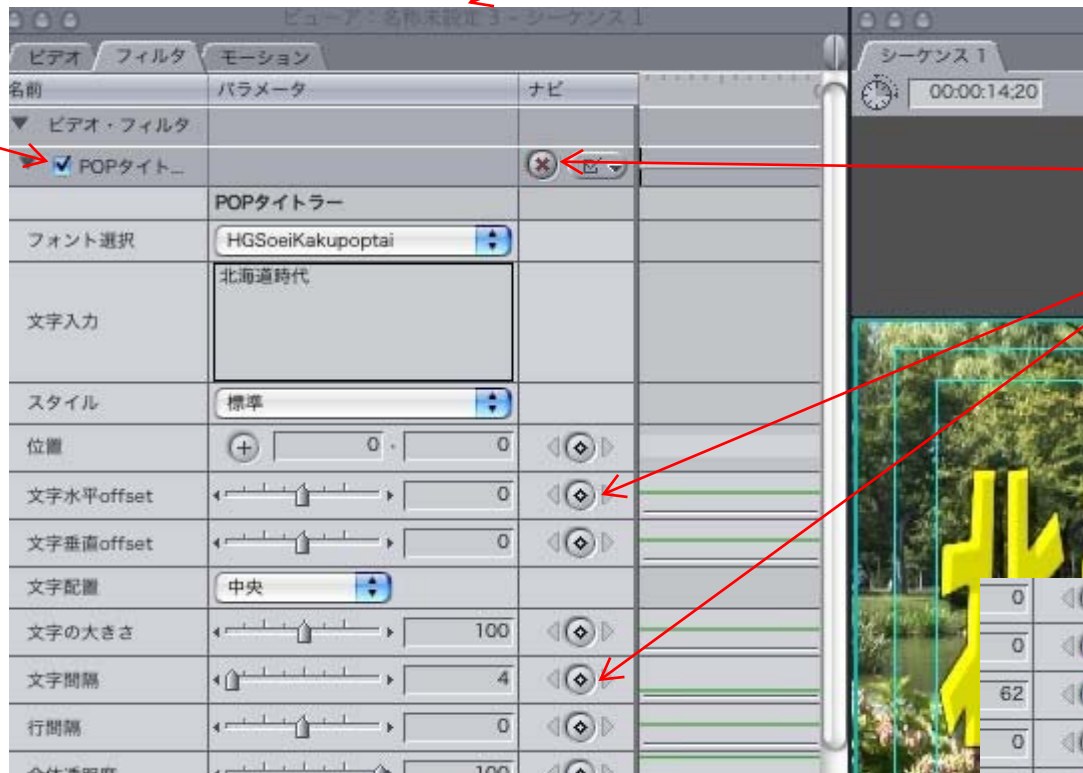 ビューア：名称未設定 3 - シーケンス 1
ビデオ フィルタ モーション
名前 パラメータ ナビ
ビデオ・フィルタ
POPタイト...
POPタイトラー
フォント選択 HGSoeiKakupoptai
文字入力 北海道時代
スタイル 標準
位置 0 , 0
文字水平offset 0
文字垂直offset 0
文字配置 中央
文字の大きさ 100
文字間隔 4
行間隔 0
全体透明度 100
シーケンス 1
00:00:14;20
北
0
0
62
0